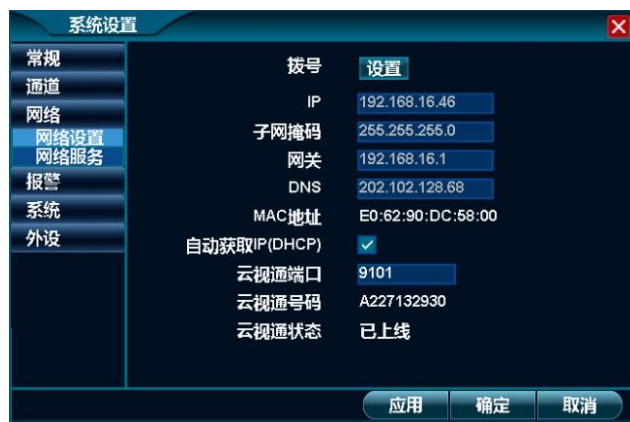 系统设置
常规
通道
网络
网络设置
网络服务
报警
系统
外设
拨号 设置
IP 192.168.16.46
子网掩码 255.255.255.0
网关 192.168.16.1
DNS 202.102.128.68
MAC地址 E0:62:90:DC:58:00
自动获取IP(DHCP)
云视通端口 9101
云视通号码 A227132930
云视通状态 已上线
应用 确定 取消